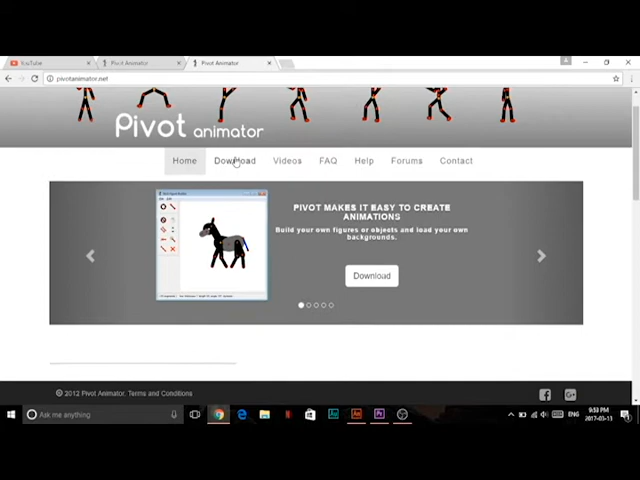 YouTube
Pivot Animator
Pivot Animator
pivotanimator.net
Pivot animator
Home
Download
Videos
FAQ
Help
Forums
Contact
PIVOT MAKES IT EASY TO CREATE
ANIMATIONS
Build your own figures or objects and load your own
backgrounds.
Download
© 2012 Pivot Animator. Terms and Conditions
Ask me anything
ENG
9:53 PM
2017-03-13